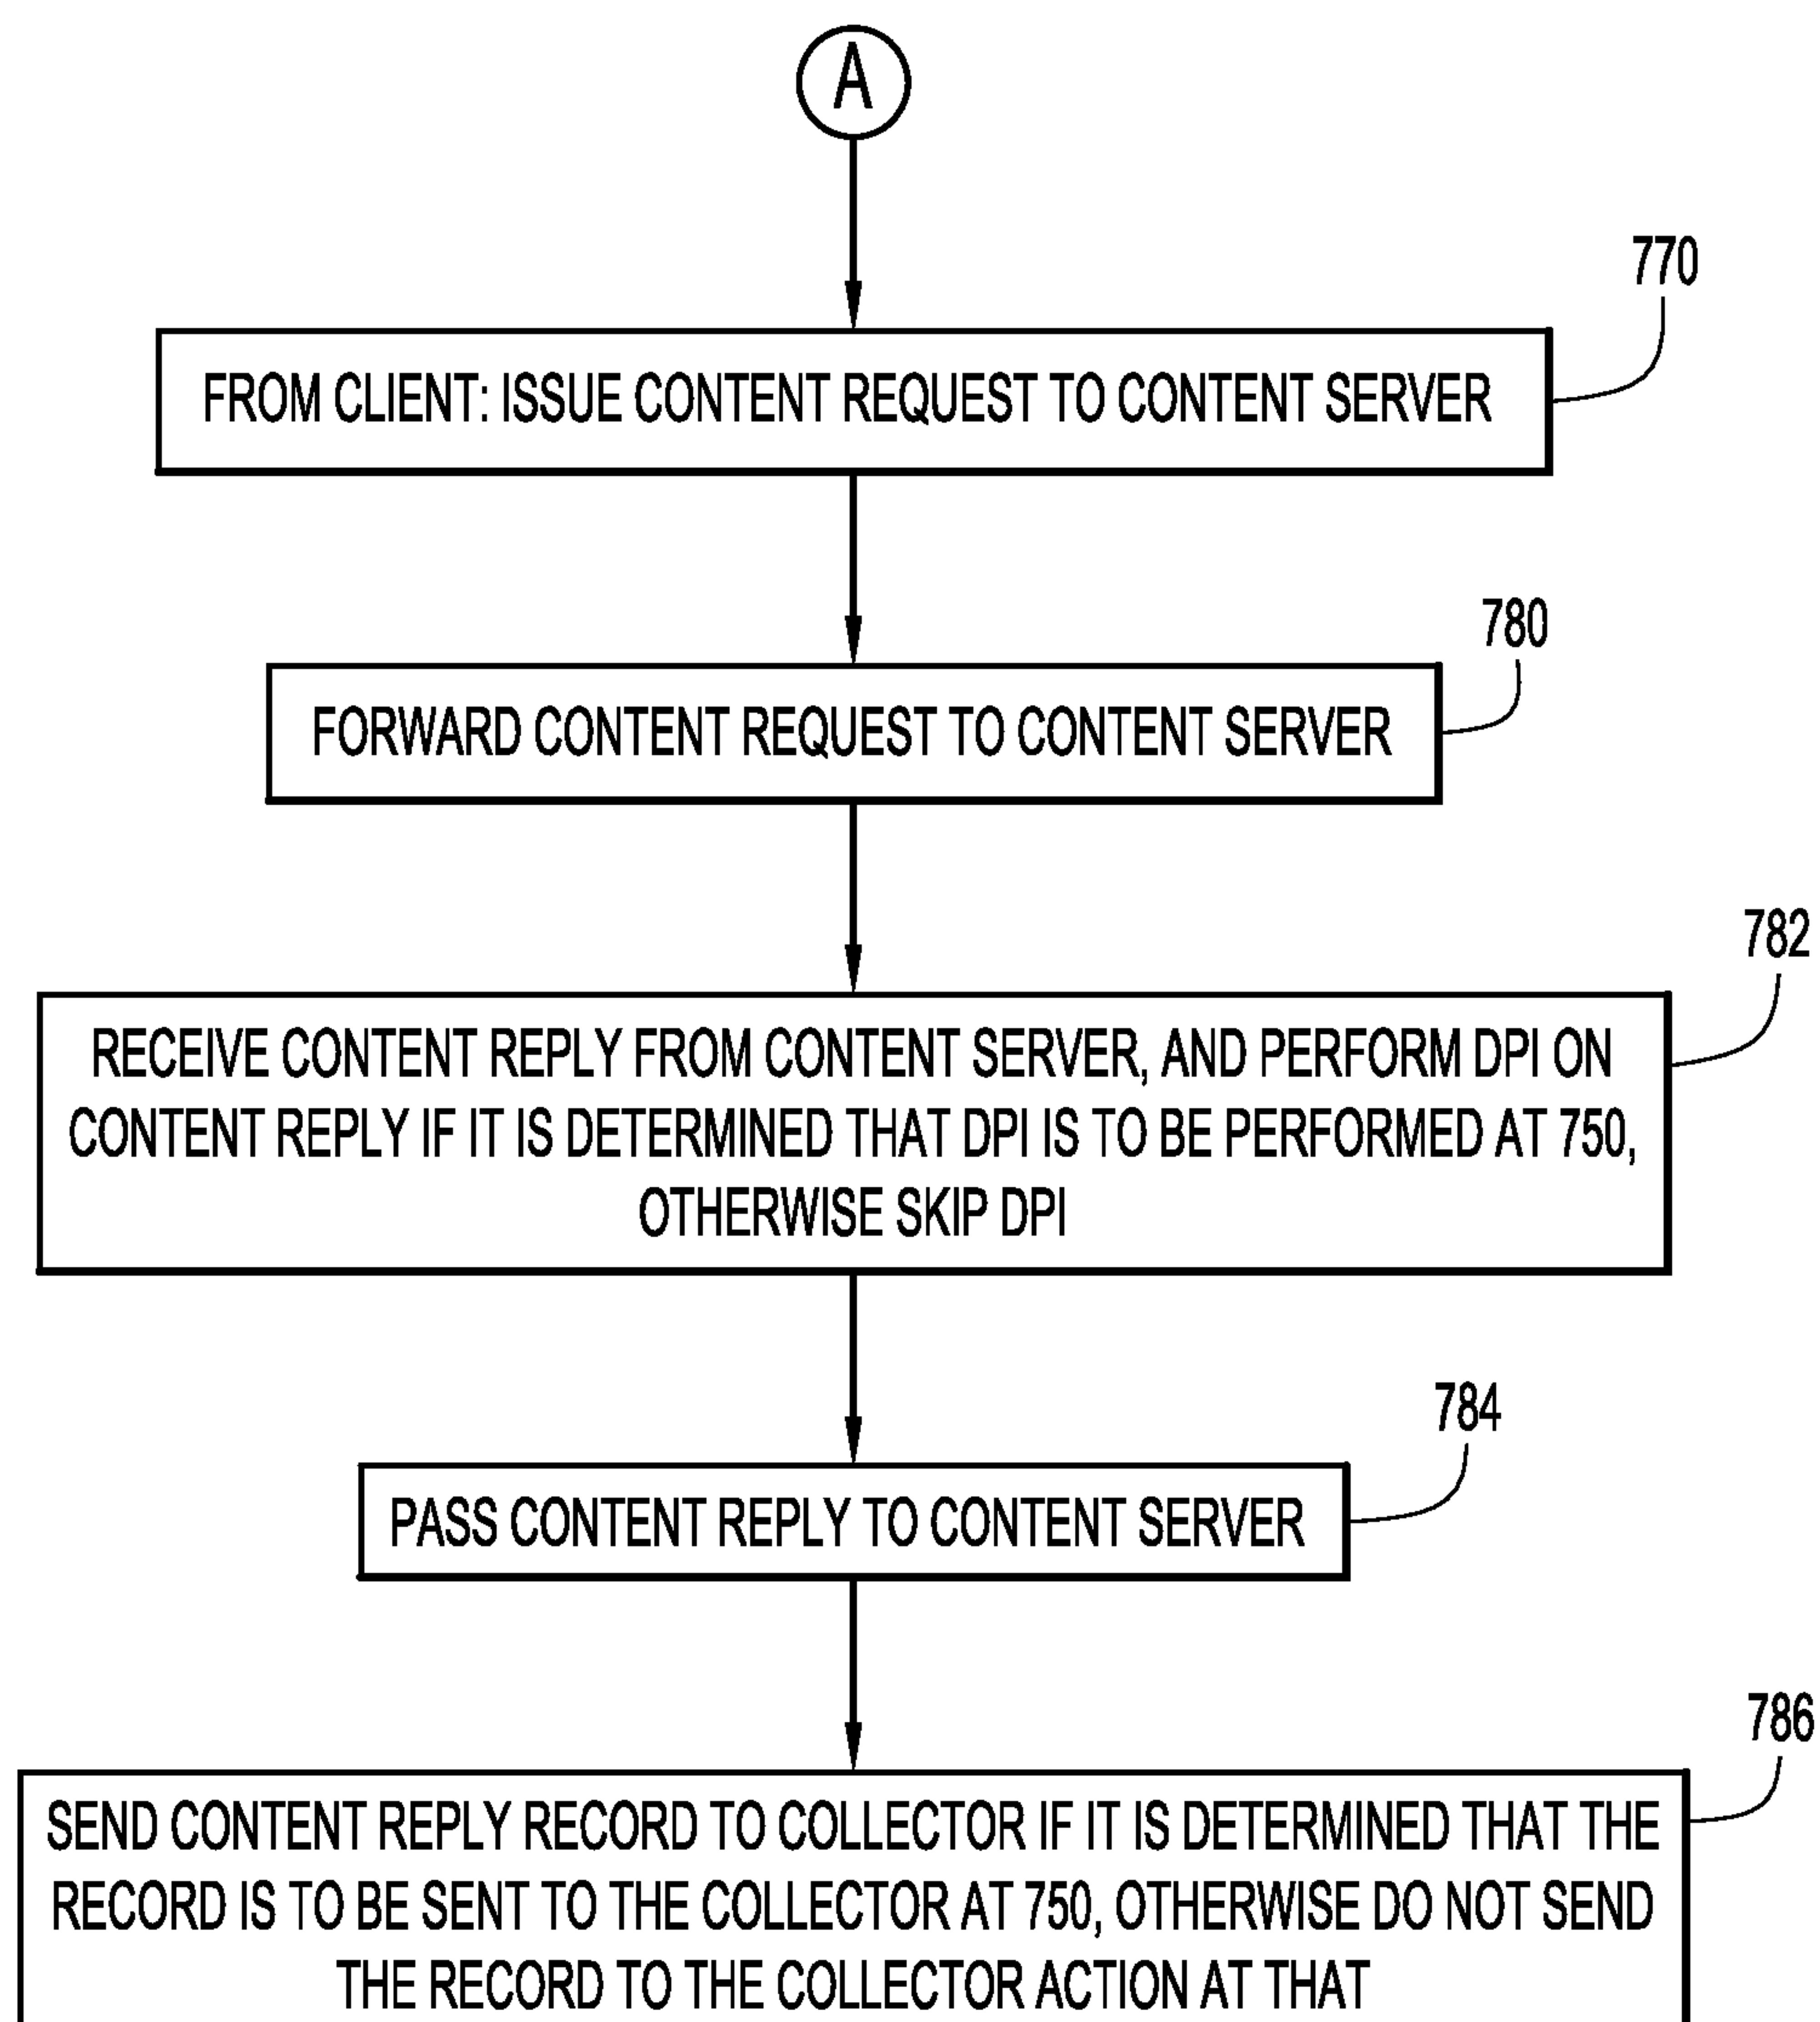 A
770
FROM CLIENT: ISSUE CONTENT REQUEST TO CONTENT SERVER
780
FORWARD CONTENT REQUEST TO CONTENT SERVER
782
RECEIVE CONTENT REPLY FROM CONTENT SERVER, AND PERFORM DPI ON
CONTENT REPLY IF IT IS DETERMINED THAT DPI IS TO BE PERFORMED AT 750,
OTHERWISE SKIP DPI
784
PASS CONTENT REPLY TO CONTENT SERVER
786
SEND CONTENT REPLY RECORD TO COLLECTOR IF IT IS DETERMINED THAT THE
RECORD IS TO BE SENT TO THE COLLECTOR AT 750, OTHERWISE DO NOT SEND
THE RECORD TO THE COLLECTOR ACTION AT THAT